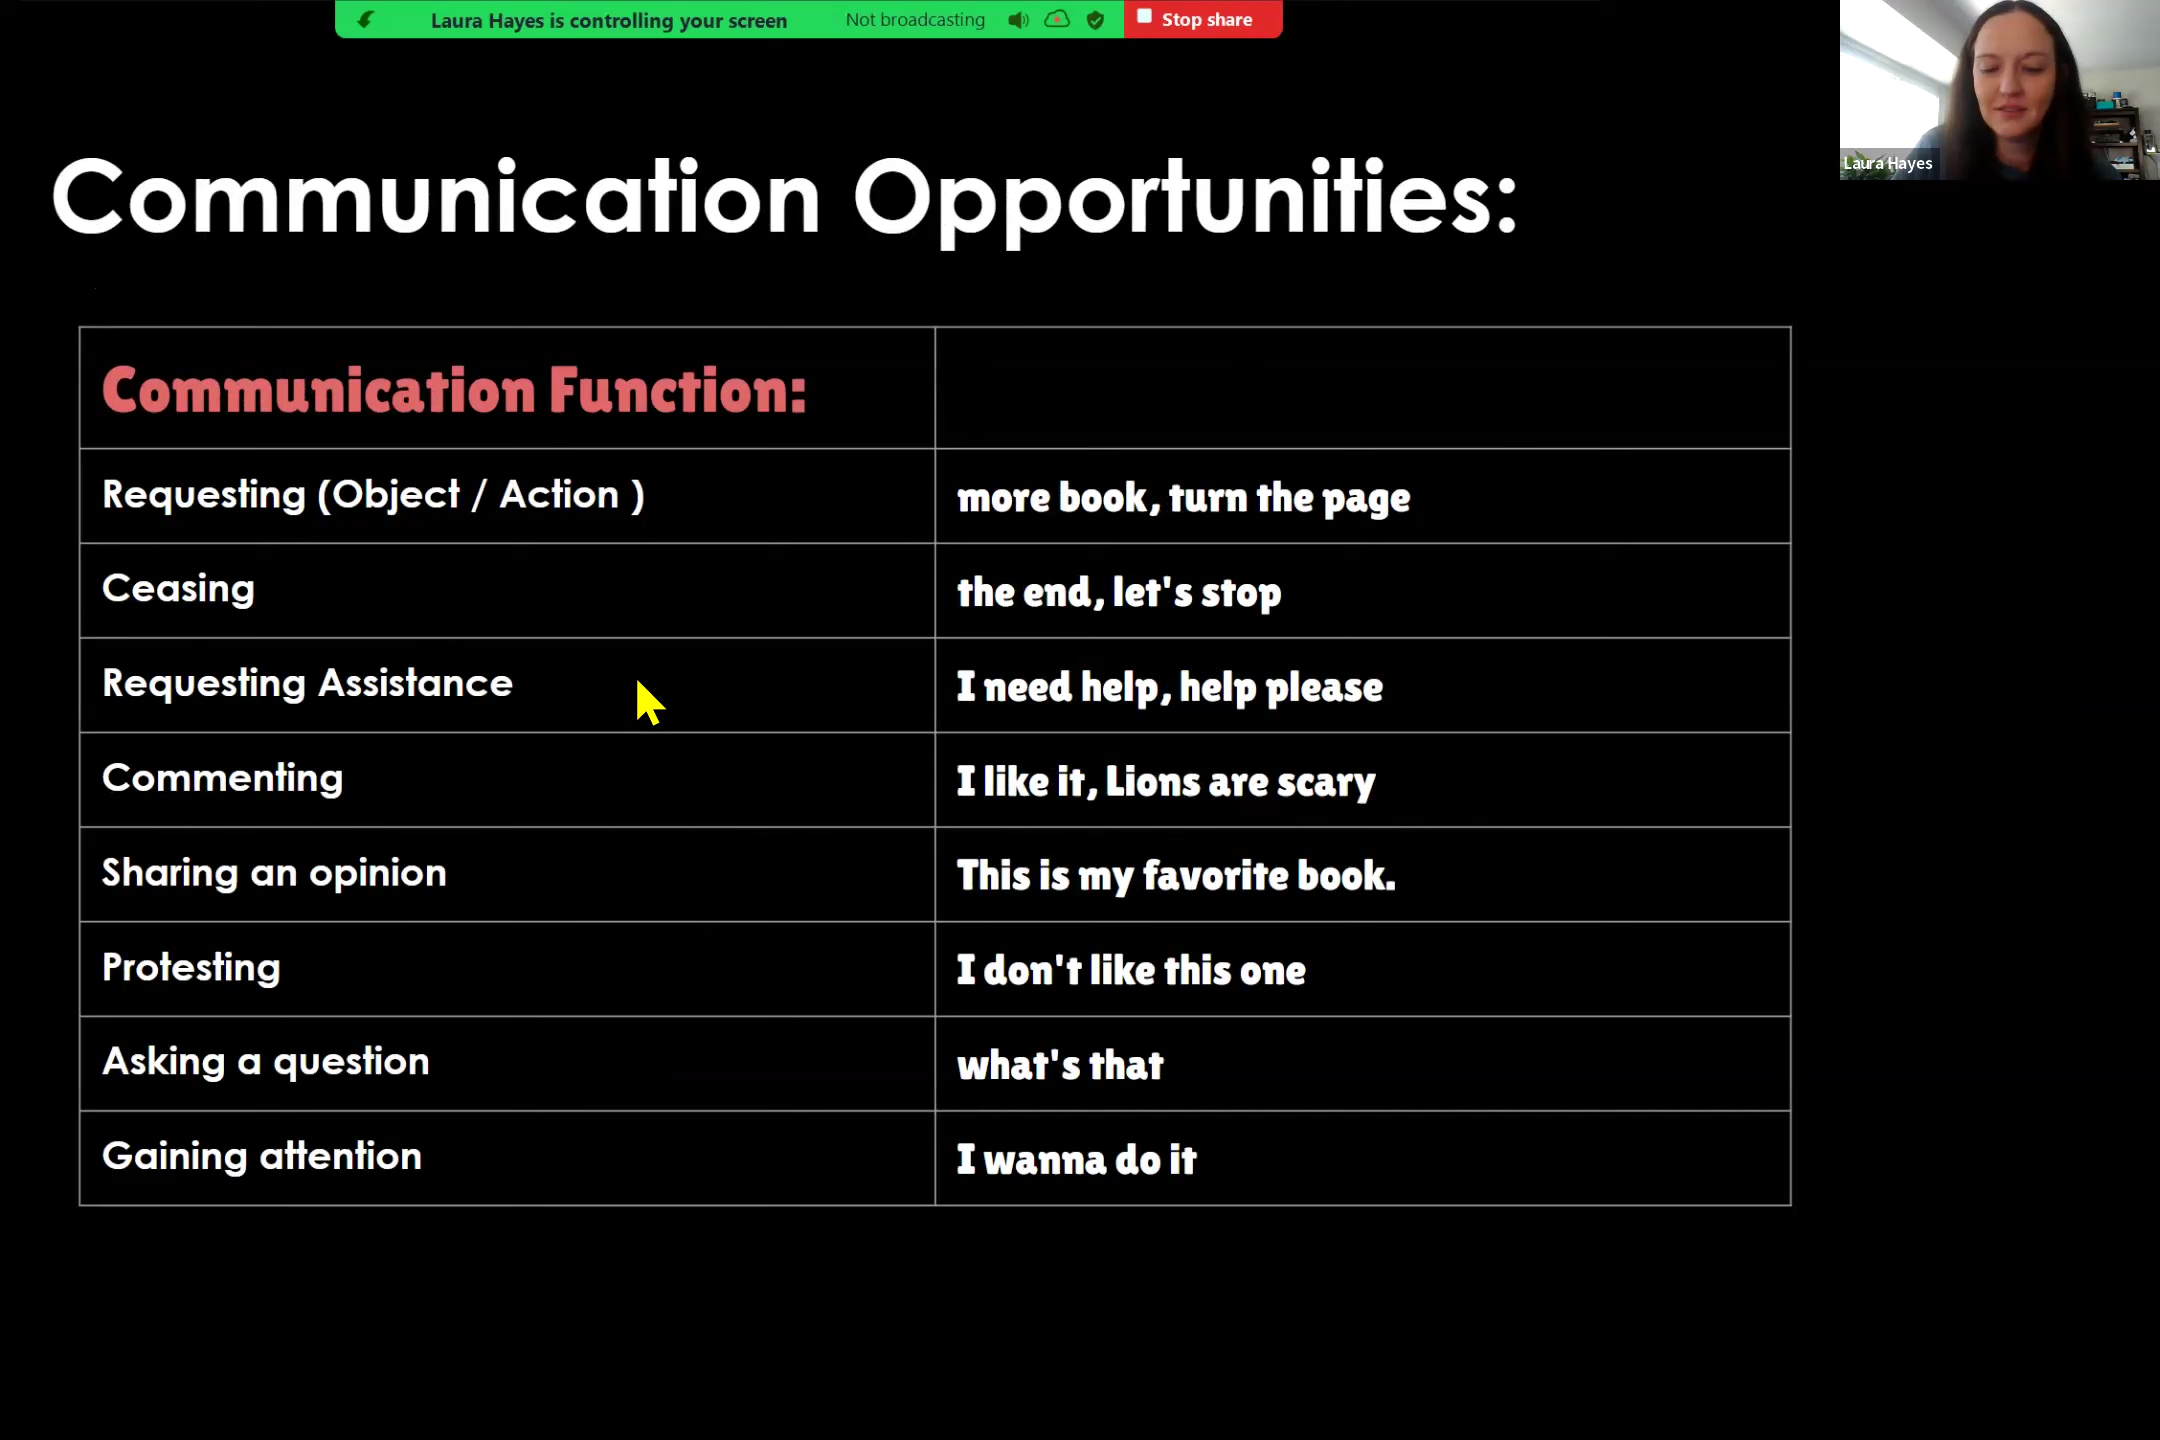 Laura Hayes is controlling your screen Not broadcasting Stop share
Laura Hayes
Communication Opportunities:
Communication Function:
Requesting (Object / Action ) more book, turn the page
Ceasing the end, let's stop
Requesting Assistance I need help, help please
Commenting I like it, Lions are scary
Sharing an opinion This is my favorite book.
Protesting I don't like this one
Asking a question what's that
Gaining attention I wanna do it